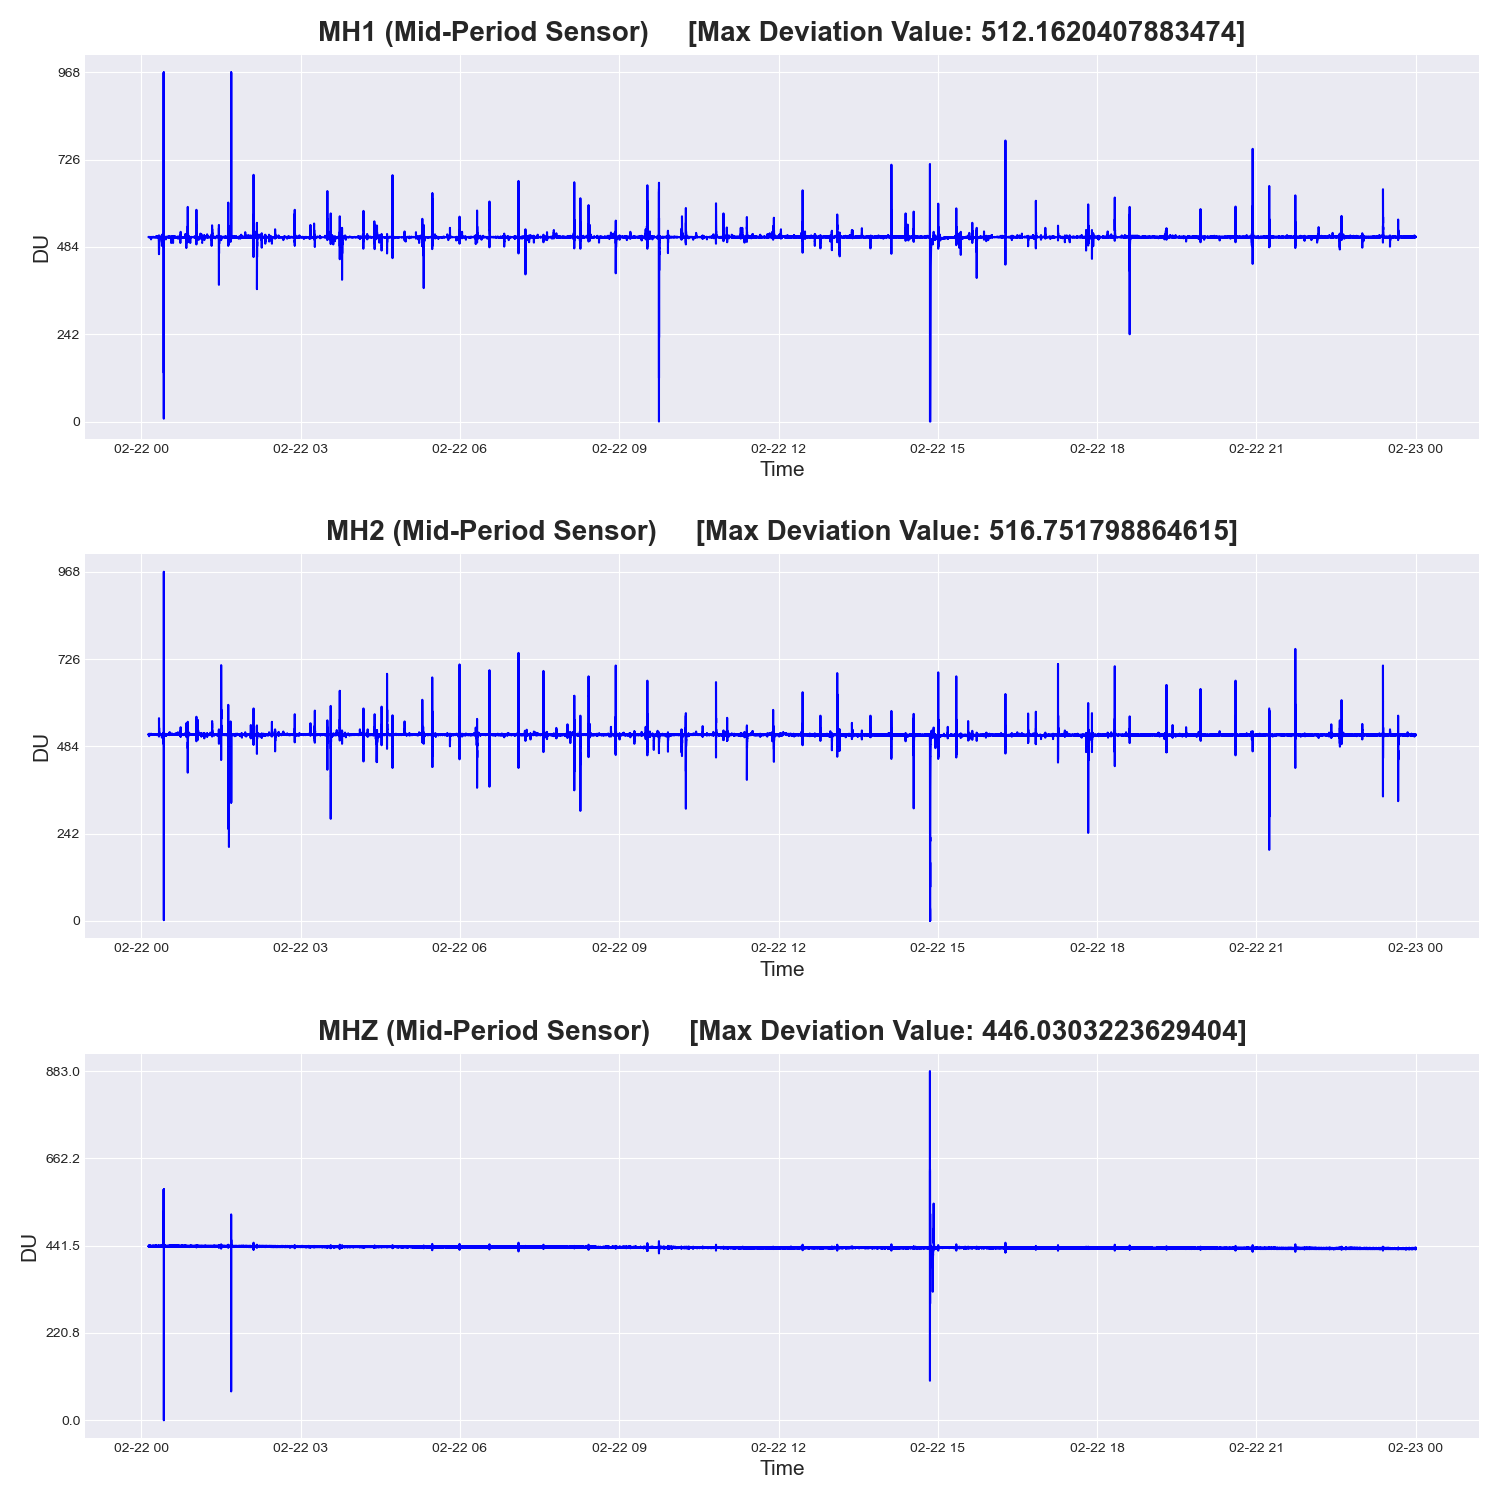 MH1 (Mid-Period Sensor) [Max Deviation Value: 512.1620407883474]
968
726
484
242
0
DU
02-22 00 02-22 03 02-22 06 02-22 09 02-22 12 02-22 15 02-22 18 02-22 21 02-23 00
Time
MH2 (Mid-Period Sensor) [Max Deviation Value: 516.751798864615]
968
726
484
242
0
DU
02-22 00 02-22 03 02-22 06 02-22 09 02-22 12 02-22 15 02-22 18 02-22 21 02-23 00
Time
MHZ (Mid-Period Sensor) [Max Deviation Value: 446.0303223629404]
883.0
662.2
441.5
220.8
0.0
DU
02-22 00 02-22 03 02-22 06 02-22 09 02-22 12 02-22 15 02-22 18 02-22 21 02-23 00
Time